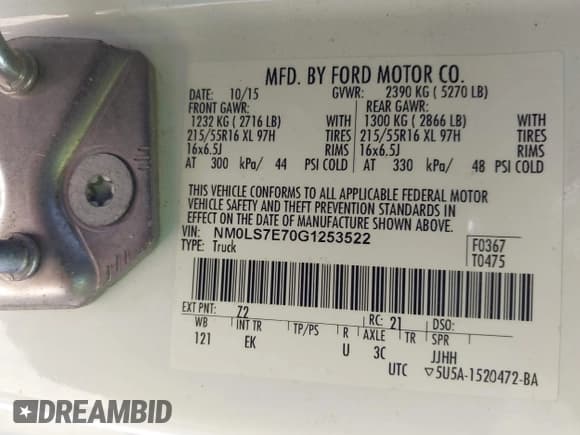 MFD. BY FORD MOTOR CO.
DATE: 10/15 GVWR: 2390 KG ( 5270 LB)
FRONT GAWR: REAR GAWR:
1232 KG ( 2716 LB) WITH 1300 KG ( 2866 LB) WITH
215/55R16 XL 97H TIRES 215/55R16 XL 97H TIRES
16x6.5J RIMS 16x6.5J RIMS
AT 300 kPa/ 44 PSI COLD AT 330 kPa/ 48 PSI COLD
THIS VEHICLE CONFORMS TO ALL APPLICABLE FEDERAL MOTOR
VEHICLE SAFETY AND THEFT PREVENTION STANDARDS IN
EFFECT ON THE DATE OF MANUFACTURE SHOWN ABOVE.
VIN: NM0LS7E70G1253522 F0367
TYPE: Truck T0475
EXT PNT: Z2 RC: 21 DSO:
WB INT TR TP/PS R AXLE TR SPR
121 EK U 3C JJHH
UTC ▽5U5A-1520472-BA
DREAMBID